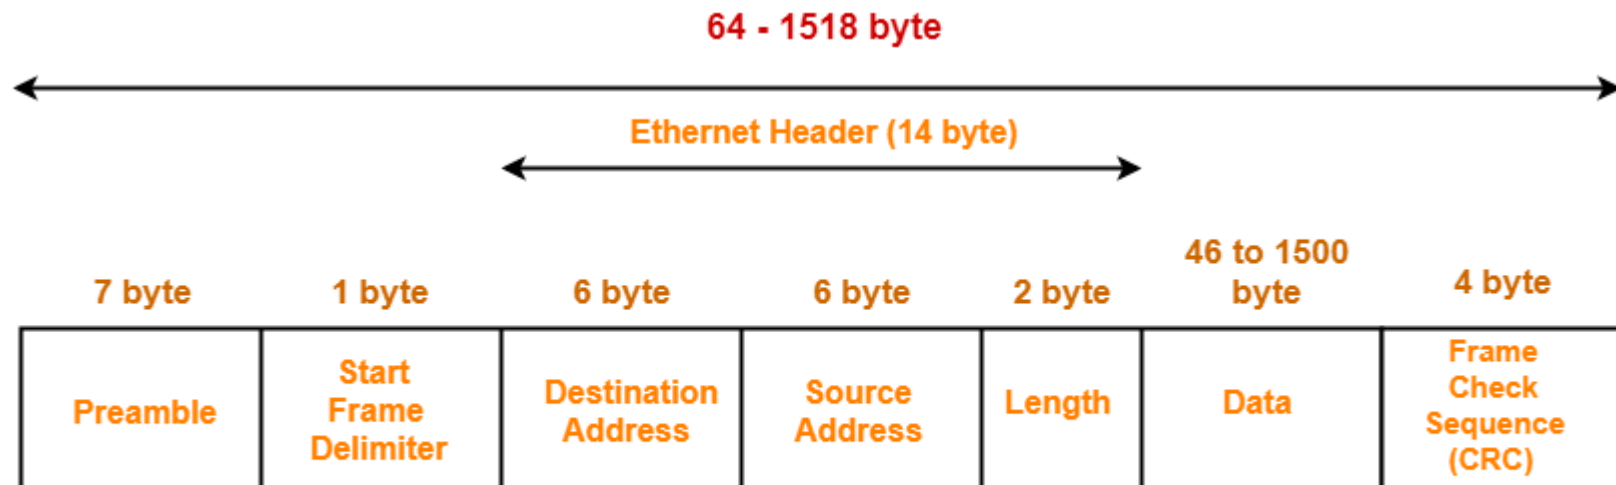 64 - 1518 byte
Ethernet Header (14 byte)
7 byte
1 byte
6 byte
6 byte
2 byte
46 to 1500
byte
4 byte
Preamble
Start
Frame
Delimiter
Destination
Address
Source
Address
Length
Data
Frame
Check
Sequence
(CRC)